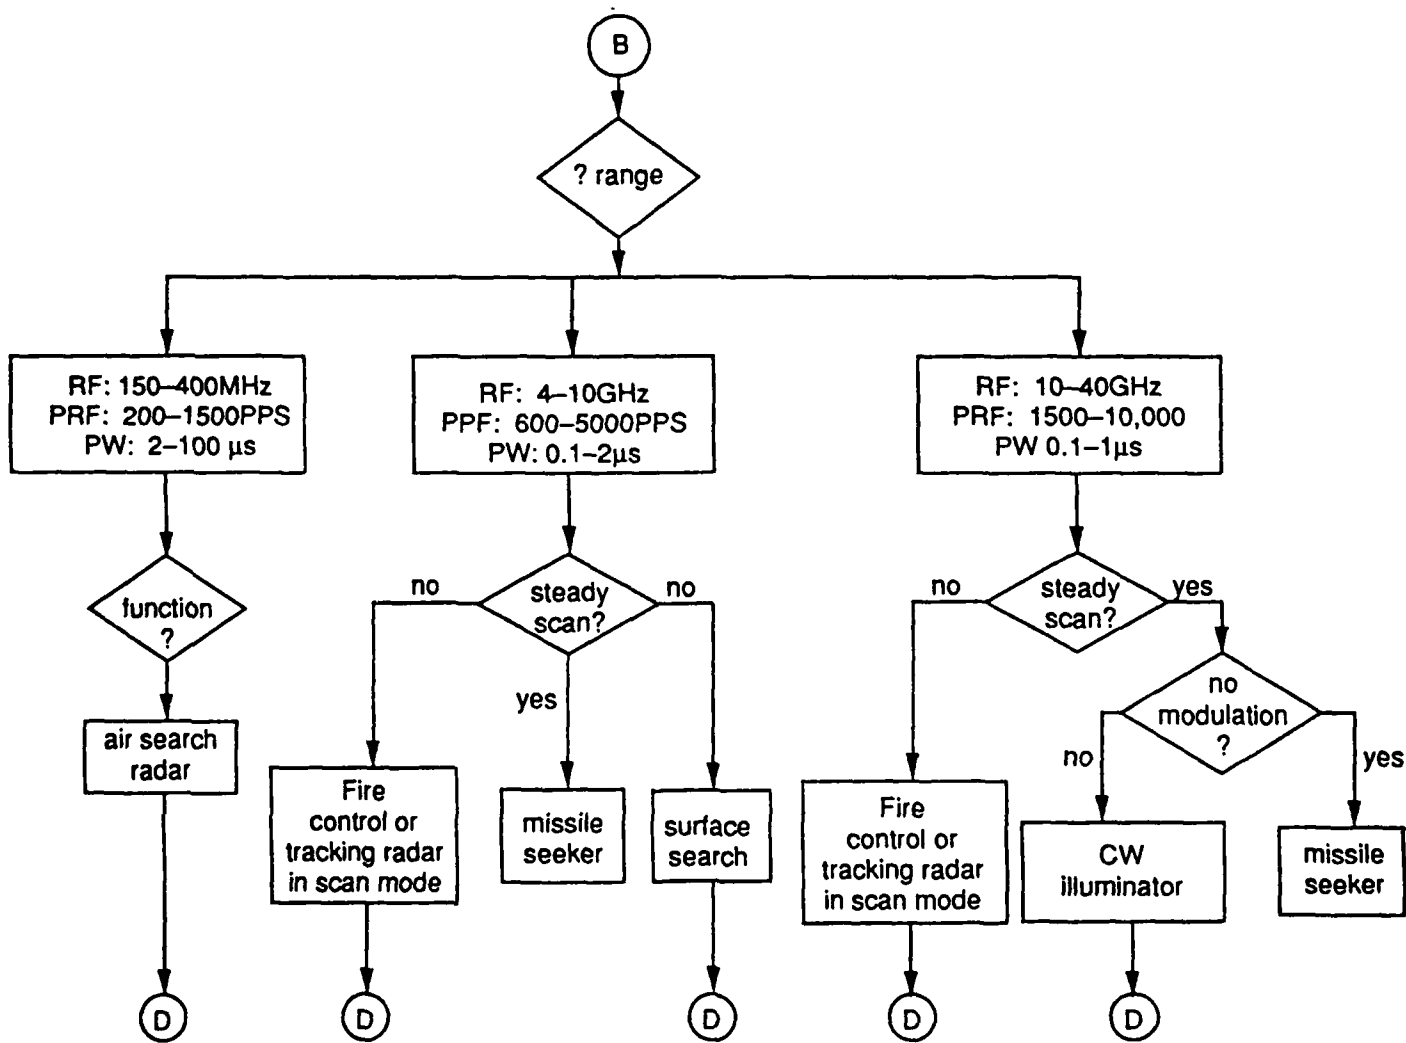 B
? range
RF: 150–400MHz
PRF: 200–1500PPS
PW: 2–100 µs
RF: 4–10GHz
PPF: 600–5000PPS
PW: 0.1–2µs
RF: 10–40GHz
PRF: 1500–10,000
PW 0.1–1µs
function
?
no
steady
scan?
no
yes
no
steady
scan?
yes
no
modulation
?
no
yes
air search
radar
Fire
control or
tracking radar
in scan mode
missile
seeker
surface
search
Fire
control or
tracking radar
in scan mode
CW
illuminator
missile
seeker
D
D
D
D
D